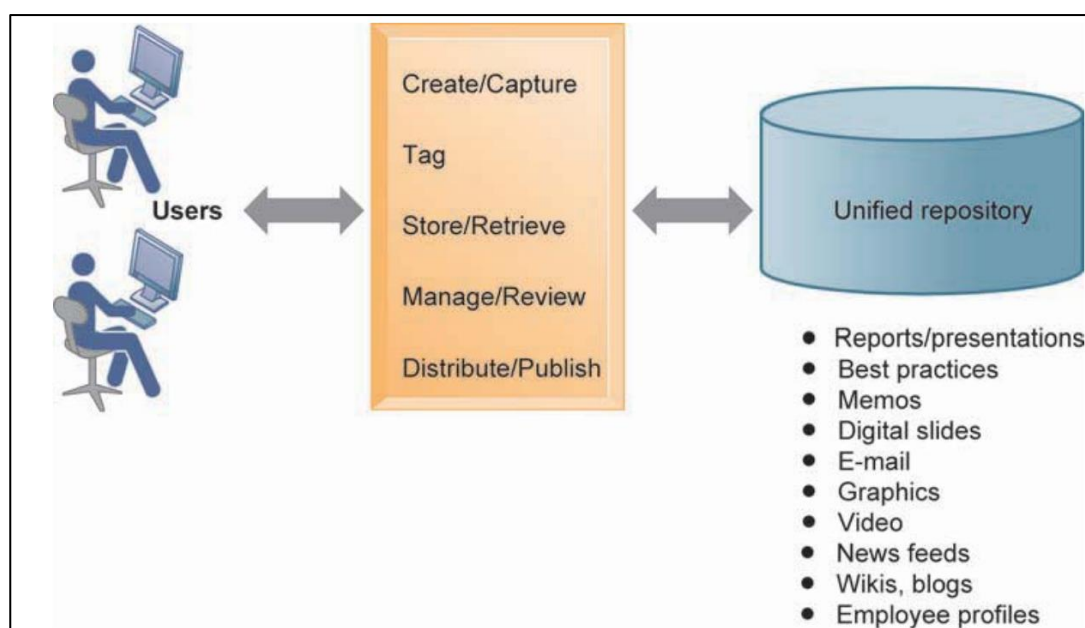 Users
Create/Capture
Tag
Store/Retrieve
Manage/Review
Distribute/Publish
Unified repository
● Reports/presentations
● Best practices
● Memos
● Digital slides
● E-mail
● Graphics
● Video
● News feeds
● Wikis, blogs
● Employee profiles